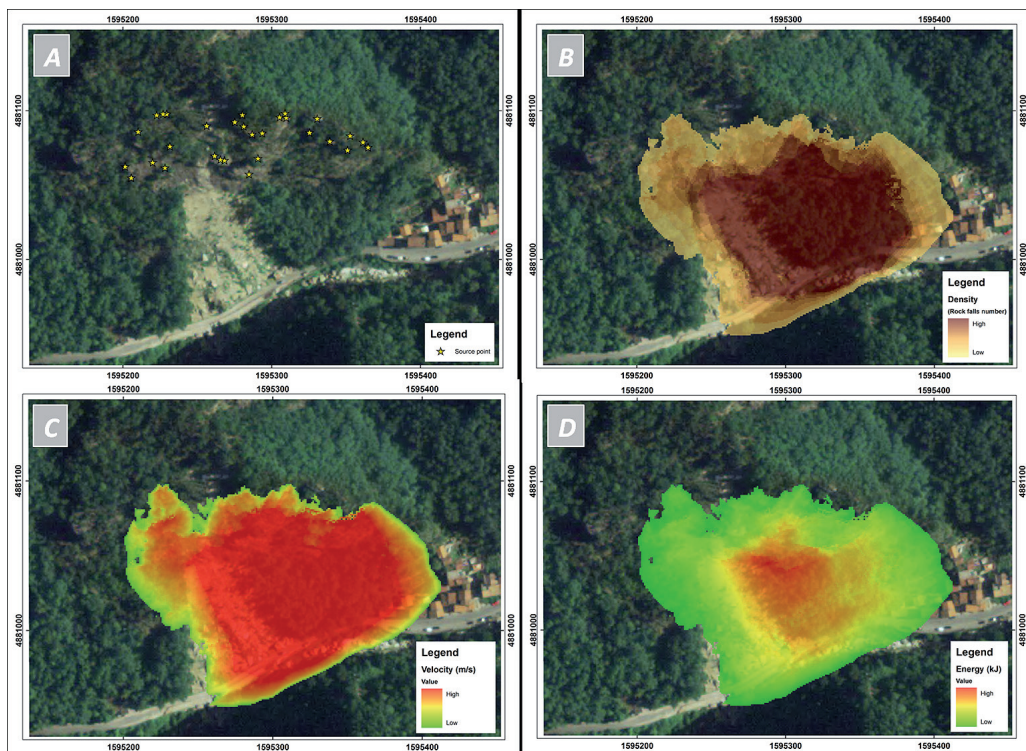 1595200
1595300
1595400
A
4881100
4881000
Legend
Source point
1595200
1595300
1595400
B
4881100
4881000
Legend
Density
(Rock falls number)
High
Low
1595200
1595300
1595400
C
4881100
4881000
Legend
Velocity (m/s)
Value
High
Low
1595200
1595300
1595400
1595200
1595300
1595400
D
4881100
4881000
Legend
Energy (kJ)
Value
High
Low
1595200
1595300
1595400